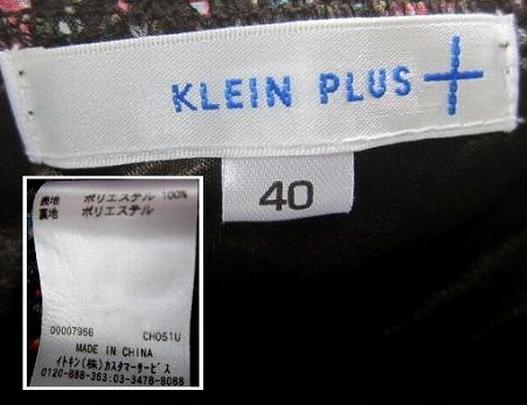 KLEIN PLUS
40
表地 ポリエステル 100%
裏地 ポリエステル
00007966 CH051U
MADE IN CHINA
イトキン(株)カスタマーサービス
0120-888-363:03-3478-8088